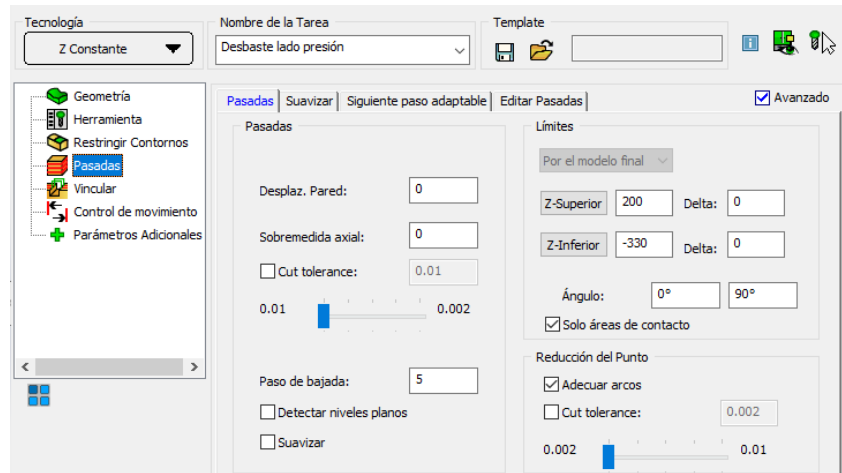 Tecnología
Nombre de la Tarea
Template
Z Constante
Desbaste lado presión
Geometría
Herramienta
Restringir Contornos
Pasadas
Vincular
Control de movimiento
Parámetros Adicionales
Pasadas Suavizar Siguiente paso adaptable Editar Pasadas
Avanzado
Pasadas
Desplaz. Pared: 0
Sobremedida axial: 0
Cut tolerance: 0.01
0.01 0.002
Paso de bajada: 5
Detectar niveles planos
Suavizar
Límites
Por el modelo final
Z-Superior 200 Delta: 0
Z-Inferior -330 Delta: 0
Ángulo: 0° 90°
Solo áreas de contacto
Reducción del Punto
Adecuar arcos
Cut tolerance: 0.002
0.002 0.01